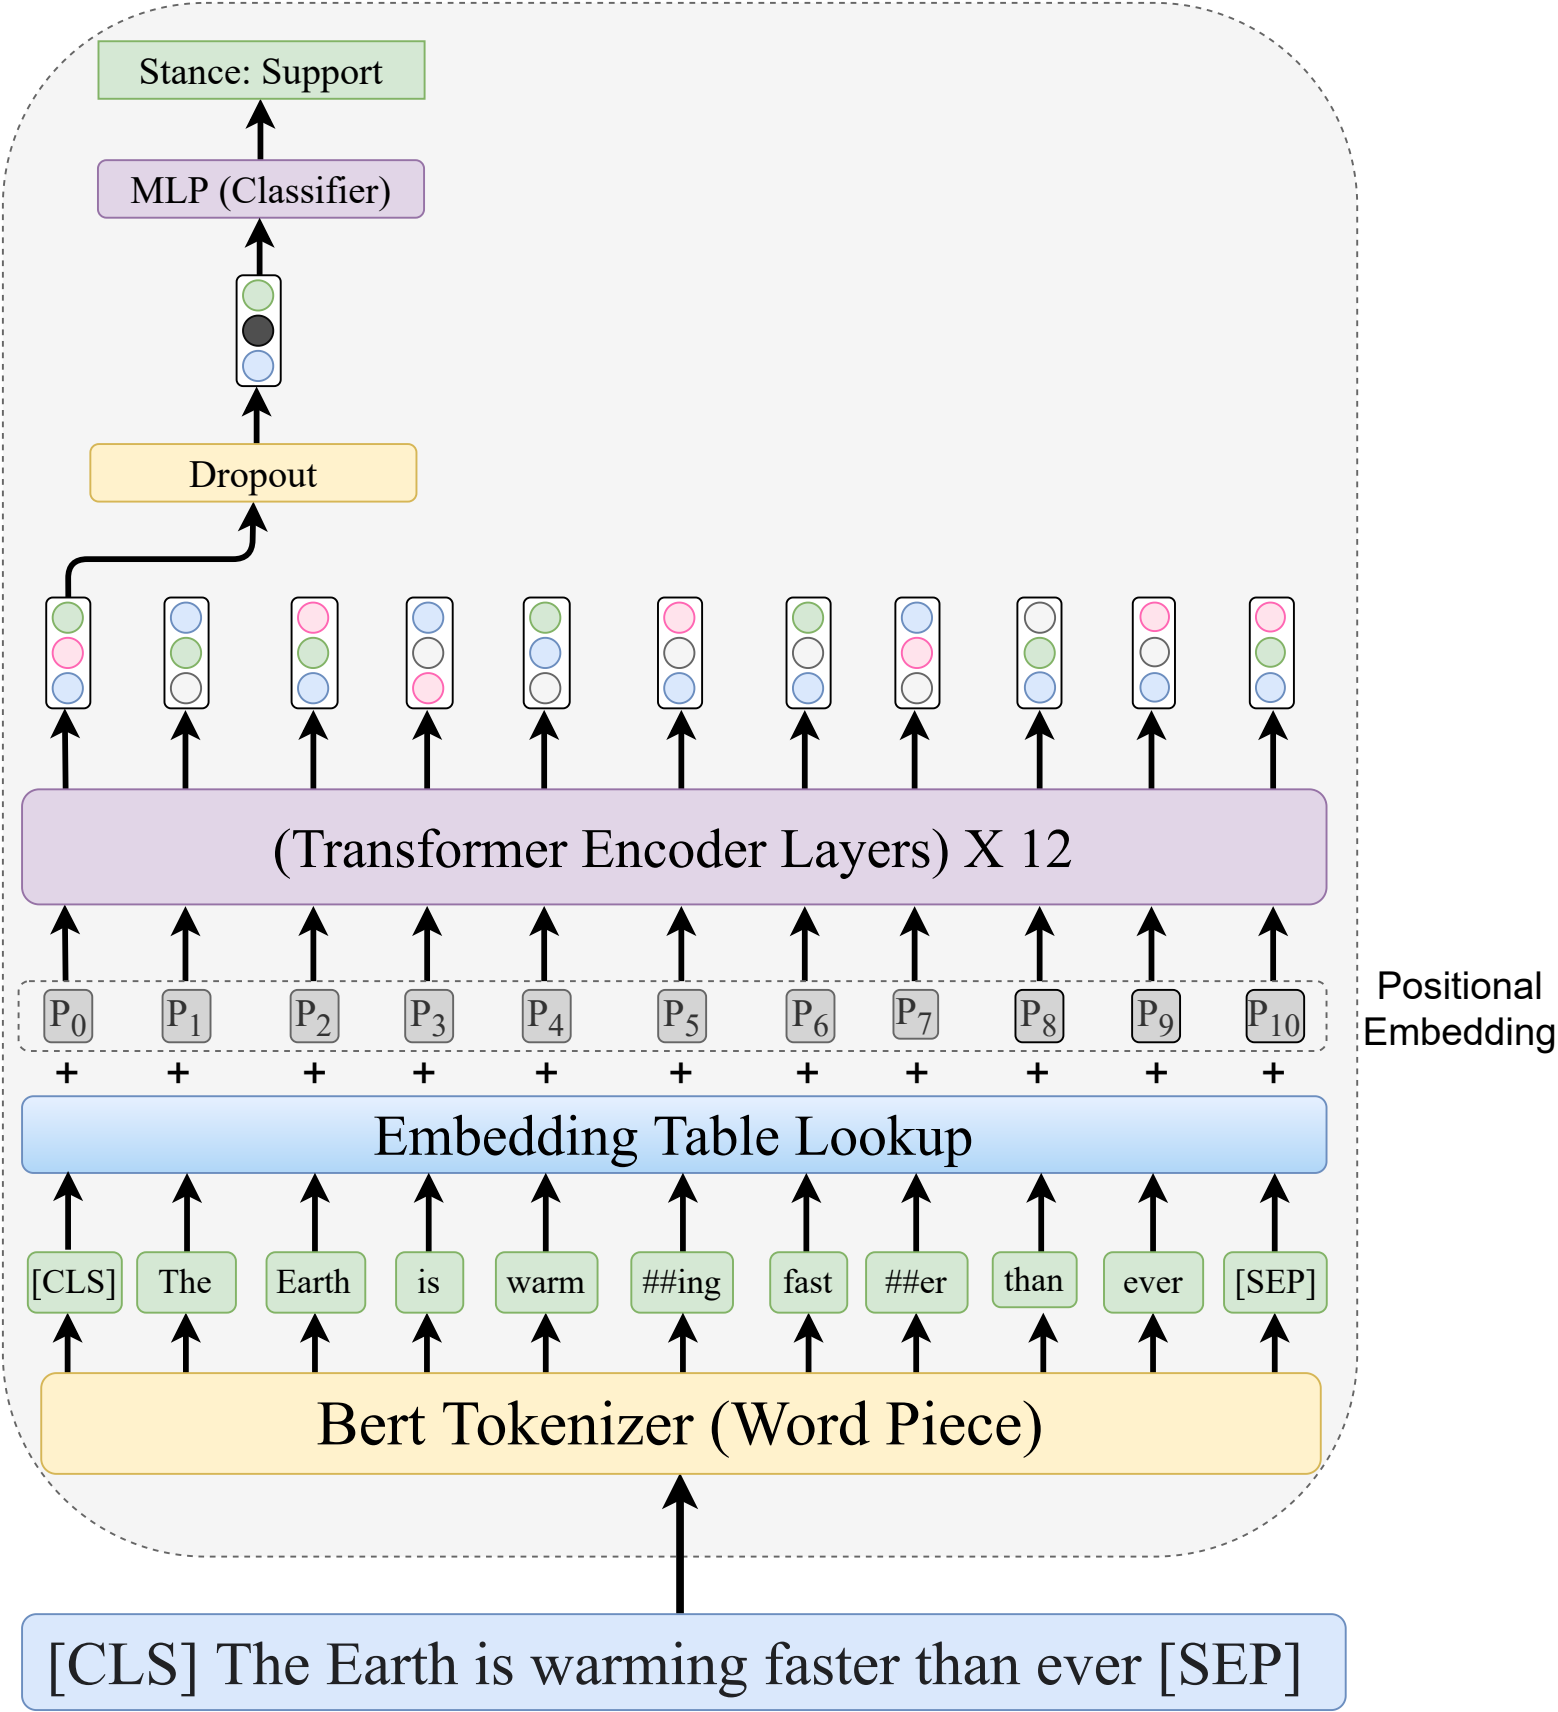 Stance: Support
MLP (Classifier)
Dropout
(Transformer Encoder Layers) X 12
P0 P1 P2 P3 P4 P5 P6 P7 P8 P9 P10
Positional
Embedding
+ + + + + + + + + + +
Embedding Table Lookup
[CLS] The Earth is warm ##ing fast ##er than ever [SEP]
Bert Tokenizer (Word Piece)
[CLS] The Earth is warming faster than ever [SEP]